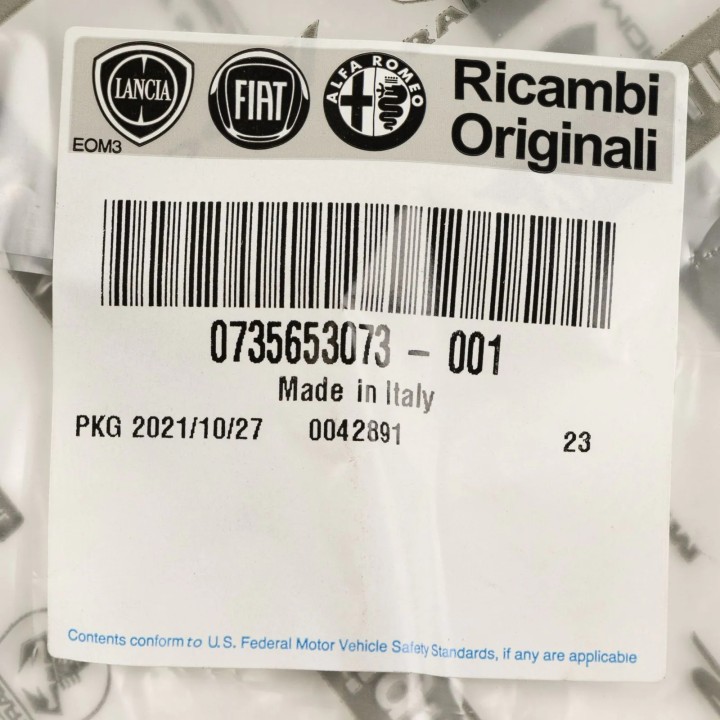 LANCIA
FIAT
ALFA ROMEO
Ricambi
Originali
EOM3
0735653073 - 001
Made in Italy
PKG 2021/10/27 0042891 23
Contents conform to U.S. Federal Motor Vehicle Safety Standards, if any are applicable